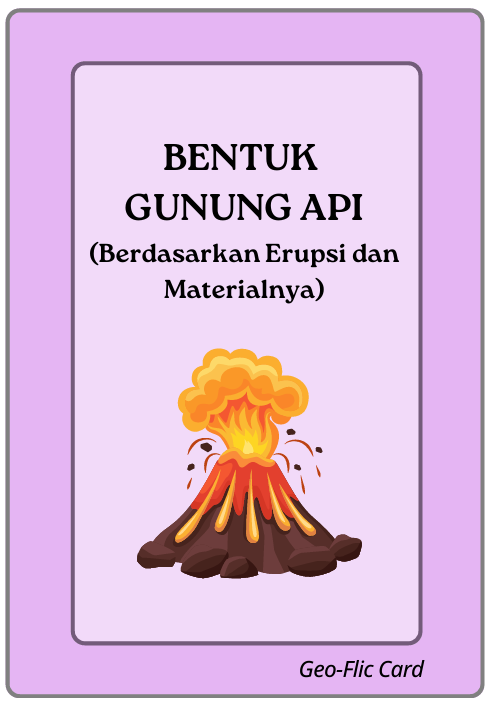 BENTUK
GUNUNG API
(Berdasarkan Erupsi dan
Materialnya)
Geo-Flic Card